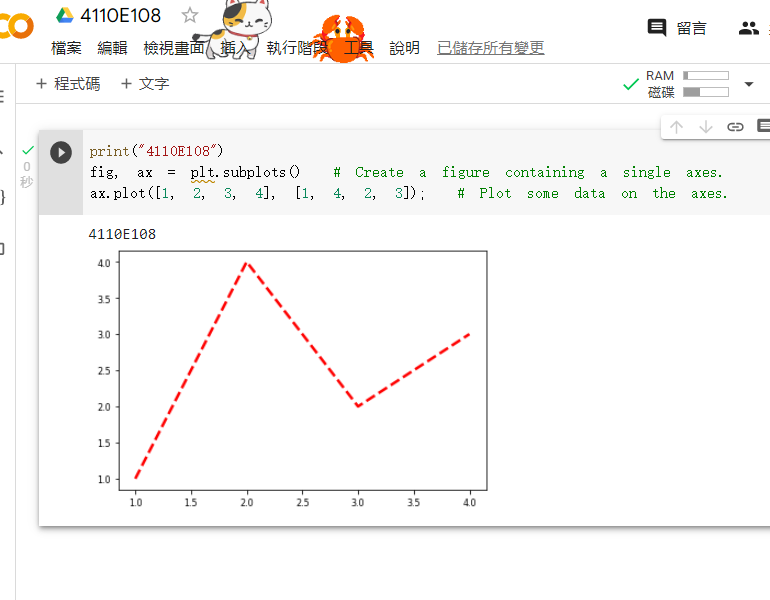 4110E108
留言
檔案 編輯 檢視畫面 插入 執行階段 工具 說明 已儲存所有變更
+ 程式碼 + 文字
RAM
磁碟
0
秒
print("4110E108")
fig, ax = plt.subplots() # Create a figure containing a single axes.
ax.plot([1, 2, 3, 4], [1, 4, 2, 3]); # Plot some data on the axes.
4110E108
4.0
3.5
3.0
2.5
2.0
1.5
1.0
1.0 1.5 2.0 2.5 3.0 3.5 4.0